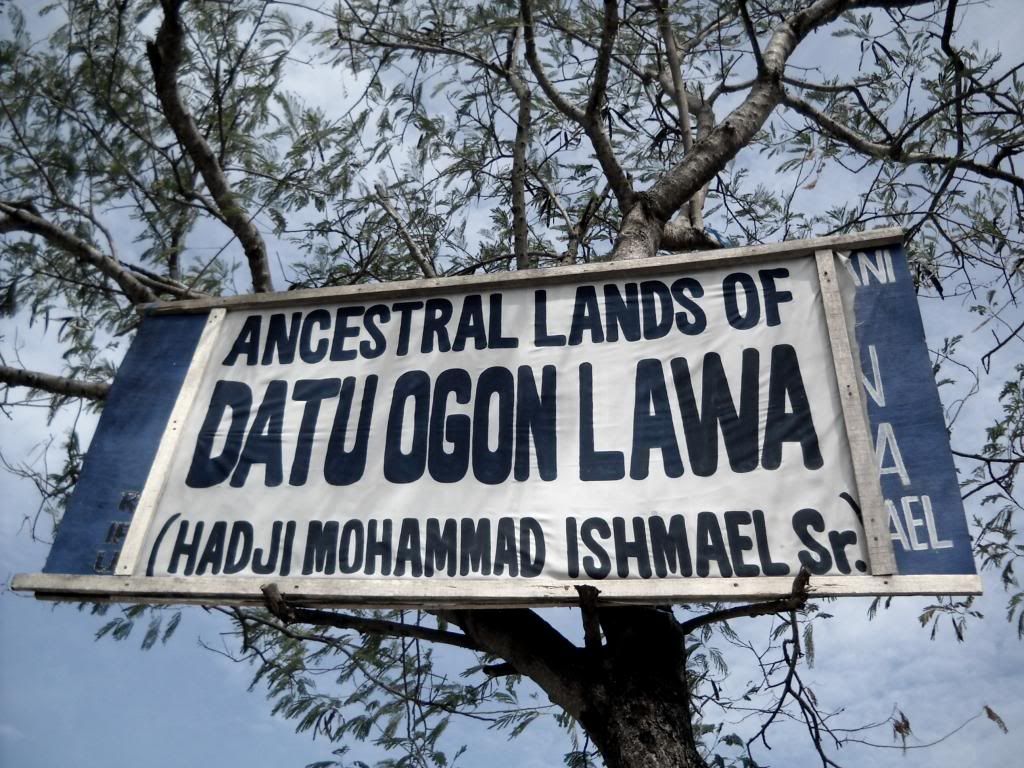 ANCESTRAL LANDS OF
DATU OGON LAWA
(HADJI MOHAMMAD ISHMAEL Sr.)